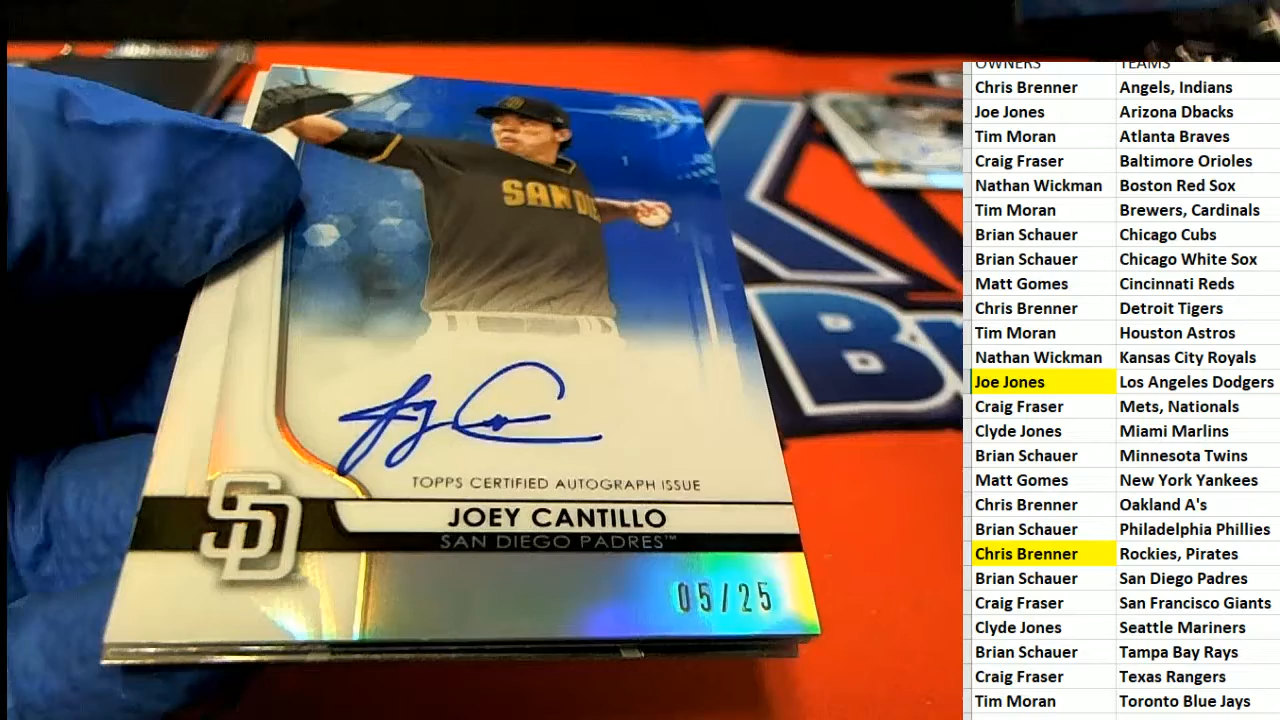 SAN DIE
TOPPS CERTIFIED AUTOGRAPH ISSUE
JOEY CANTILLO
SAN DIEGO PADRES™
SD
05/25
OWNERS TEAMS
Chris Brenner Angels, Indians
Joe Jones Arizona Dbacks
Tim Moran Atlanta Braves
Craig Fraser Baltimore Orioles
Nathan Wickman Boston Red Sox
Tim Moran Brewers, Cardinals
Brian Schauer Chicago Cubs
Brian Schauer Chicago White Sox
Matt Gomes Cincinnati Reds
Chris Brenner Detroit Tigers
Tim Moran Houston Astros
Nathan Wickman Kansas City Royals
Joe Jones Los Angeles Dodgers
Craig Fraser Mets, Nationals
Clyde Jones Miami Marlins
Brian Schauer Minnesota Twins
Matt Gomes New York Yankees
Chris Brenner Oakland A's
Brian Schauer Philadelphia Phillies
Chris Brenner Rockies, Pirates
Brian Schauer San Diego Padres
Craig Fraser San Francisco Giants
Clyde Jones Seattle Mariners
Brian Schauer Tampa Bay Rays
Craig Fraser Texas Rangers
Tim Moran Toronto Blue Jays